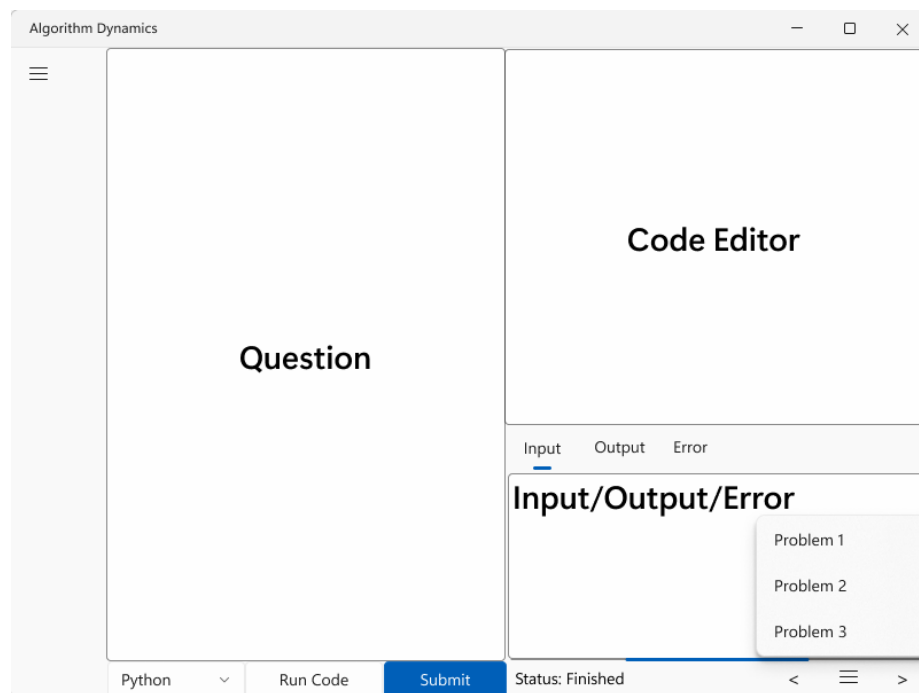 Algorithm Dynamics
Question
Code Editor
Input Output Error
Input/Output/Error
Problem 1
Problem 2
Problem 3
Python Run Code Submit Status: Finished < >